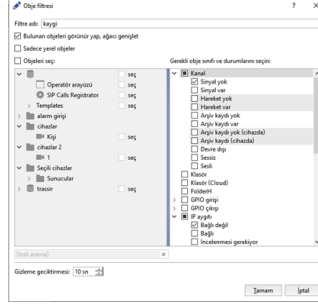 Obje filtresi
Filtre adı: kaygi
Bulunan objeleri görünür yap, ağacı genişlet
Sadece yerel objeler
Objeleri seç:
Gerekli obje sınıfı ve durumlarını seçin:
seç
Operatör arayüzü seç
SIP Calls Registrator seç
Templates seç
alarm girişi
cihazlar
Kişi seç
cihazlar 2
1 seç
Seçili cihazlar
Sunucular
trassir seç
Kanal
Sinyal yok
Sinyal var
Hareket yok
Hareket var
Arşiv kaydı yok
Arşiv kaydı var
Arşiv kaydı yok (cihazda)
Arşiv kaydı (cihazda)
Devre dışı
Sessiz
Sesli
Klasör
Klasör (Cloud)
FolderH
GPIO girişi
GPIO çıkışı
IP aygıtı
Bağlı değil
Bağlı
İncelenmesi gerekiyor
[hızlı arama]
Gizleme geciktirmesi: 10 sn
Tamam İptal